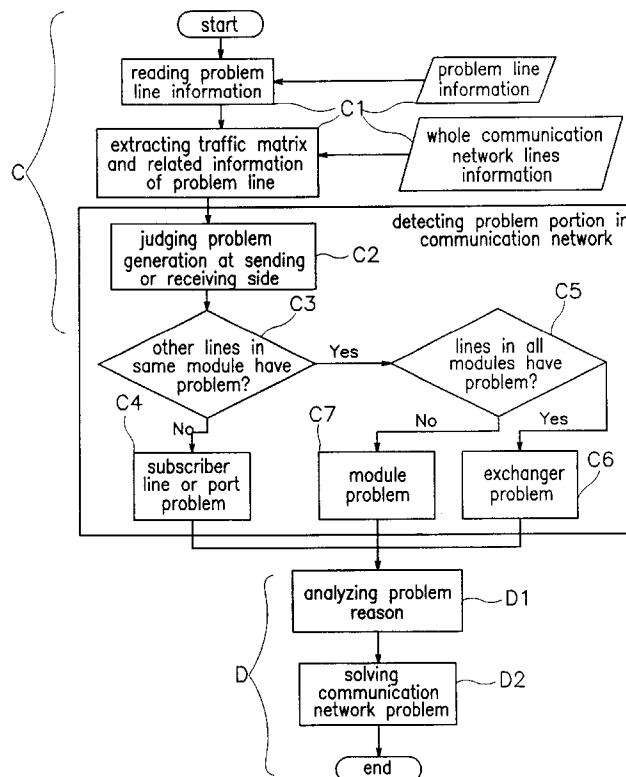 start
reading problem
line information
problem line
information
C1
extracting traffic matrix
and related information
of problem line
whole communication
network lines
information
C
detecting problem portion in
communication network
judging problem
generation at sending
or receiving side
C2
C3
C5
other lines in
same module have
problem?
Yes
lines in all
modules have
problem?
C4
No
C7
No
Yes
subscriber
line or port
problem
module
problem
exchanger
problem
C6
analyzing problem
reason
D1
D
solving
communication
network problem
D2
end